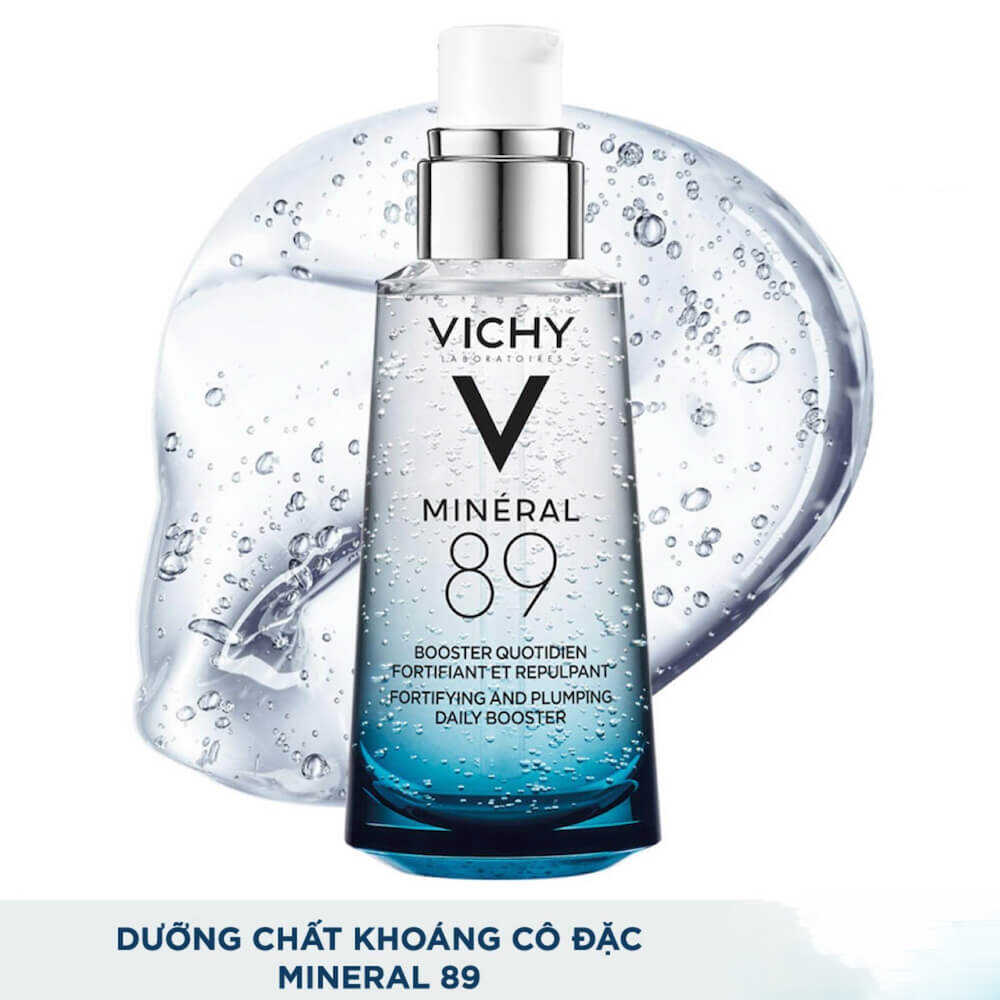 VICHY
LABORATOIRES
V
MINÉRAL
89
BOOSTER QUOTIDIEN
FORTIFIANT ET REPULPANT
FORTIFYING AND PLUMPING
DAILY BOOSTER
DƯỠNG CHẤT KHOÁNG CÔ ĐẶC
MINERAL 89